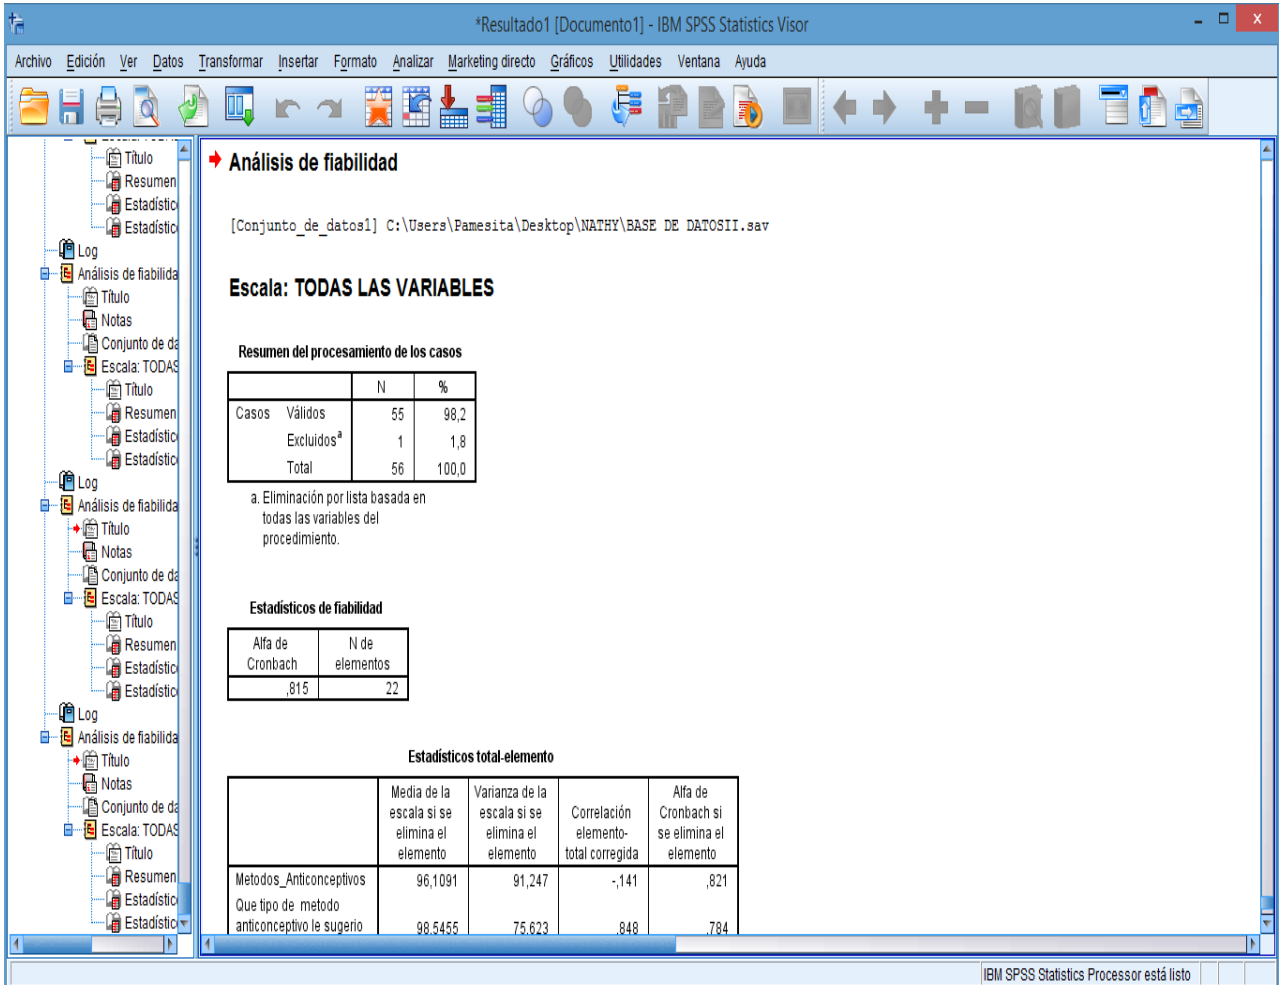 *Resultado1 [Documento1] - IBM SPSS Statistics Visor
Archivo Edición Ver Datos Transformar Insertar Formato Analizar Marketing directo Gráficos Utilidades Ventana Ayuda
Título
Resumen
Estadístic
Estadístic
Log
Análisis de fiabilida
Título
Notas
Conjunto de da
Escala: TODAS
Título
Resumen
Estadístic
Estadístic
Log
Análisis de fiabilida
Título
Notas
Conjunto de da
Escala: TODAS
Título
Resumen
Estadístic
Estadístic
Log
Análisis de fiabilida
Título
Notas
Conjunto de da
Escala: TODAS
Título
Resumen
Estadístic
Estadístic
Análisis de fiabilidad
[Conjunto_de_datos1] C:\Users\Pamesita\Desktop\NATHY\BASE DE DATOSII.sav
Escala: TODAS LAS VARIABLES
Resumen del procesamiento de los casos
N %
Casos Válidos 55 98,2
Excluidosa 1 1,8
Total 56 100,0
a. Eliminación por lista basada en
todas las variables del
procedimiento.
Estadísticos de fiabilidad
Alfa de N de
Cronbach elementos
,815 22
Estadísticos total-elemento
Media de la Varianza de la Alfa de
escala si se escala si se Correlación Cronbach si
elimina el elimina el elemento- se elimina el
elemento elemento total corregida elemento
Metodos_Anticonceptivos 96,1091 91,247 -,141 ,821
Que tipo de metodo
anticonceptivo le sugerio 98,5455 75,623 ,848 ,784
IBM SPSS Statistics Processor está listo